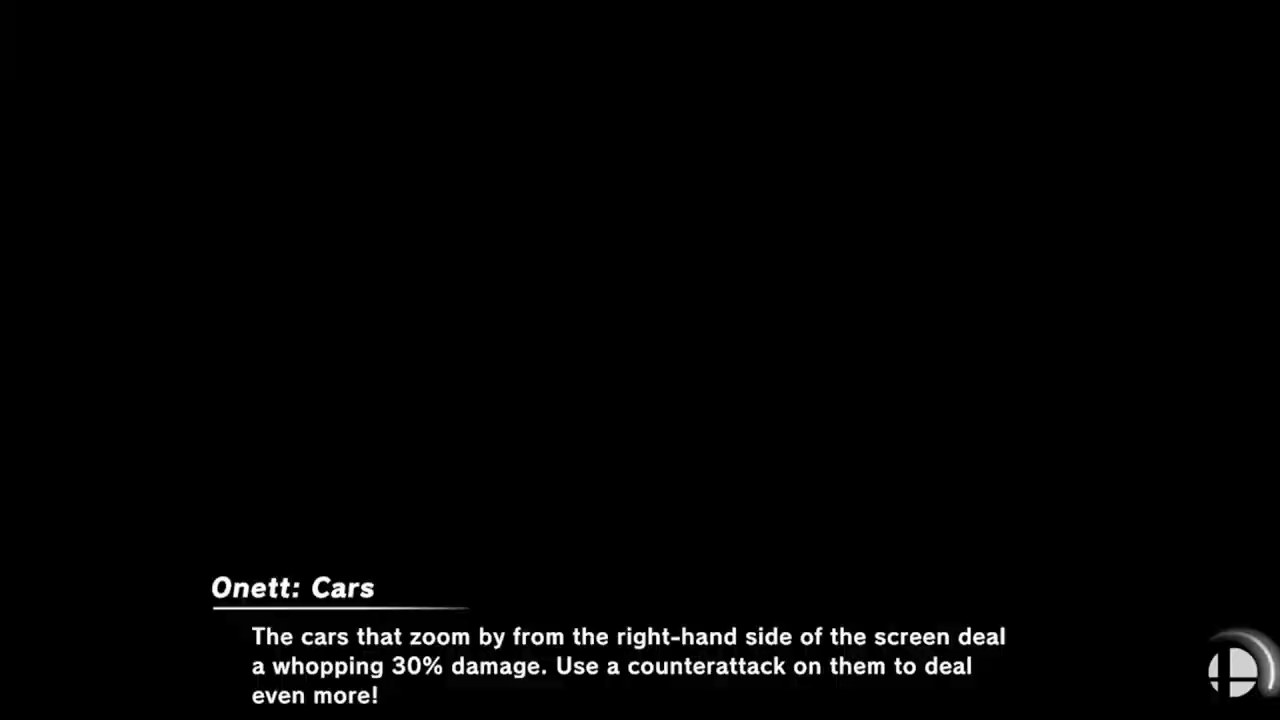 Onett: Cars
The cars that zoom by from the right-hand side of the screen deal
a whopping 30% damage. Use a counterattack on them to deal
even more!